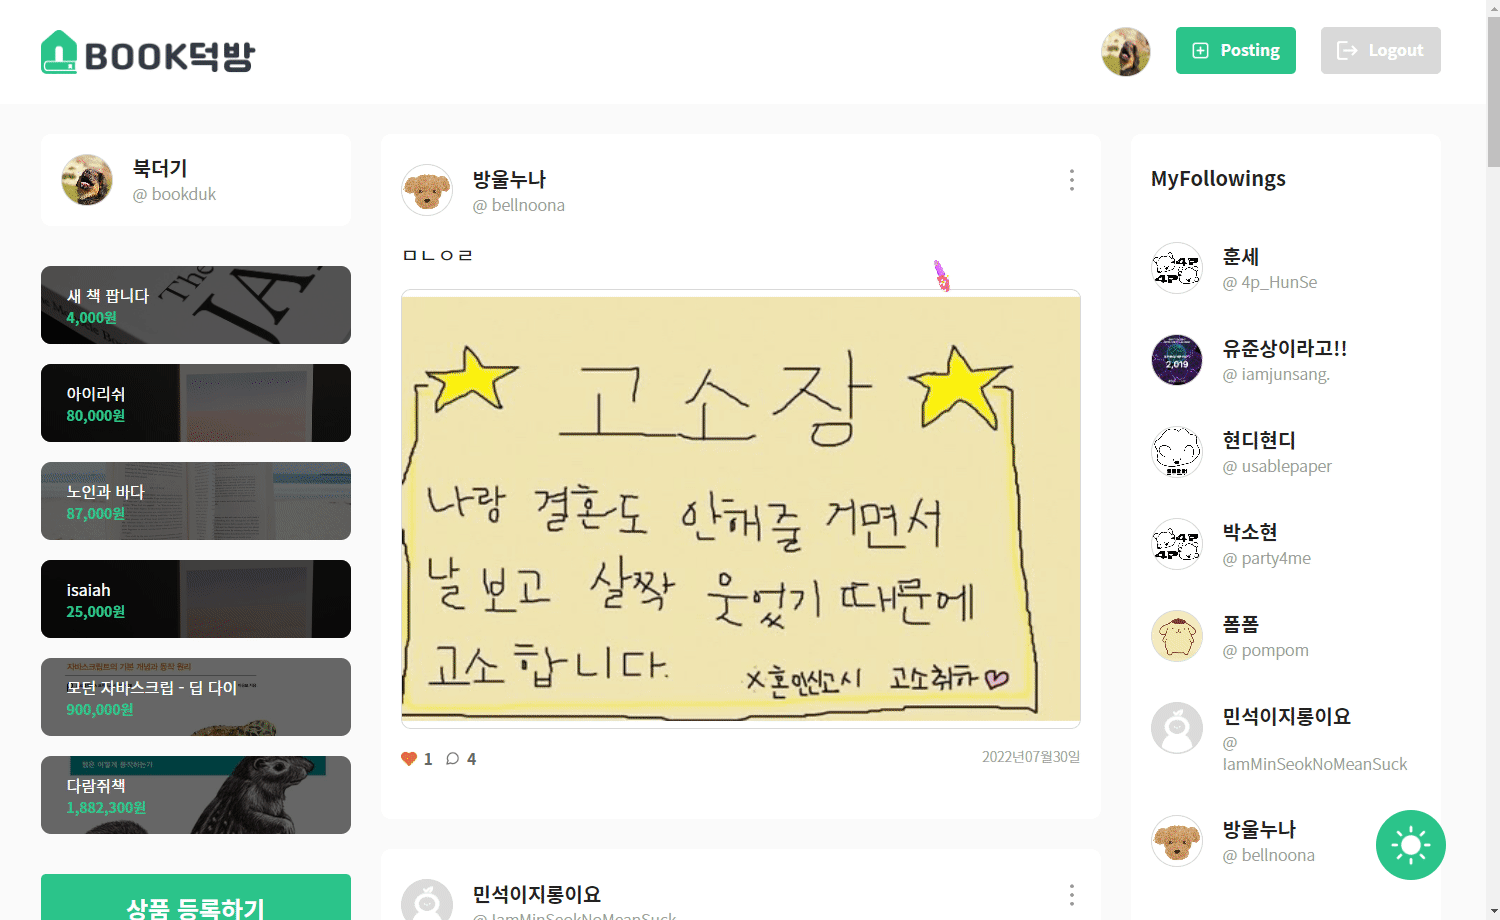 BOOK덕방
Posting
Logout
북더기
@ bookduk
새 책 팝니다
4,000원
아이리쉬
80,000원
노인과 바다
87,000원
isaiah
25,000원
자바스크립트의 기본 개념과 동작 원리
모던 자바스크립 - 딥 다이
900,000원
다람쥐책
1,882,300원
상품 등록하기
방울누나
@ bellnoona
ㅁㄴㅇㄹ
고소장
나랑 결혼도 안해줄 거면서
날 보고 살짝 웃었기 때문에
고소합니다.
x혼인신고시 고소취하♡
1
4
2022년07월30일
민석이지롱이요
@ IamMinSeokNoMeanSuck
MyFollowings
훈세
@ 4p_HunSe
유준상이라고!!
@ iamjunsang.
현디현디
@ usablepaper
박소현
@ party4me
폼폼
@ pompom
민석이지롱이요
@
IamMinSeokNoMeanSuck
방울누나
@ bellnoona